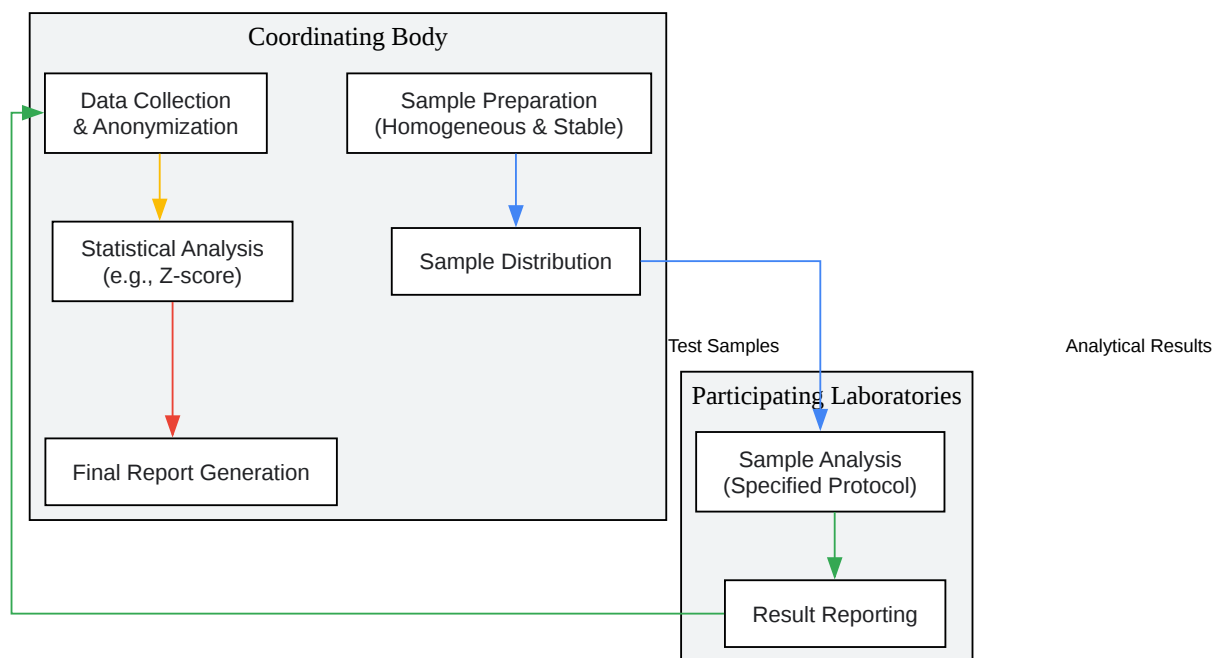 Coordinating Body
Data Collection
& Anonymization
Sample Preparation
(Homogeneous & Stable)
Statistical Analysis
(e.g., Z-score)
Sample Distribution
Test Samples
Analytical Results
Participating Laboratories
Final Report Generation
Sample Analysis
(Specified Protocol)
Result Reporting